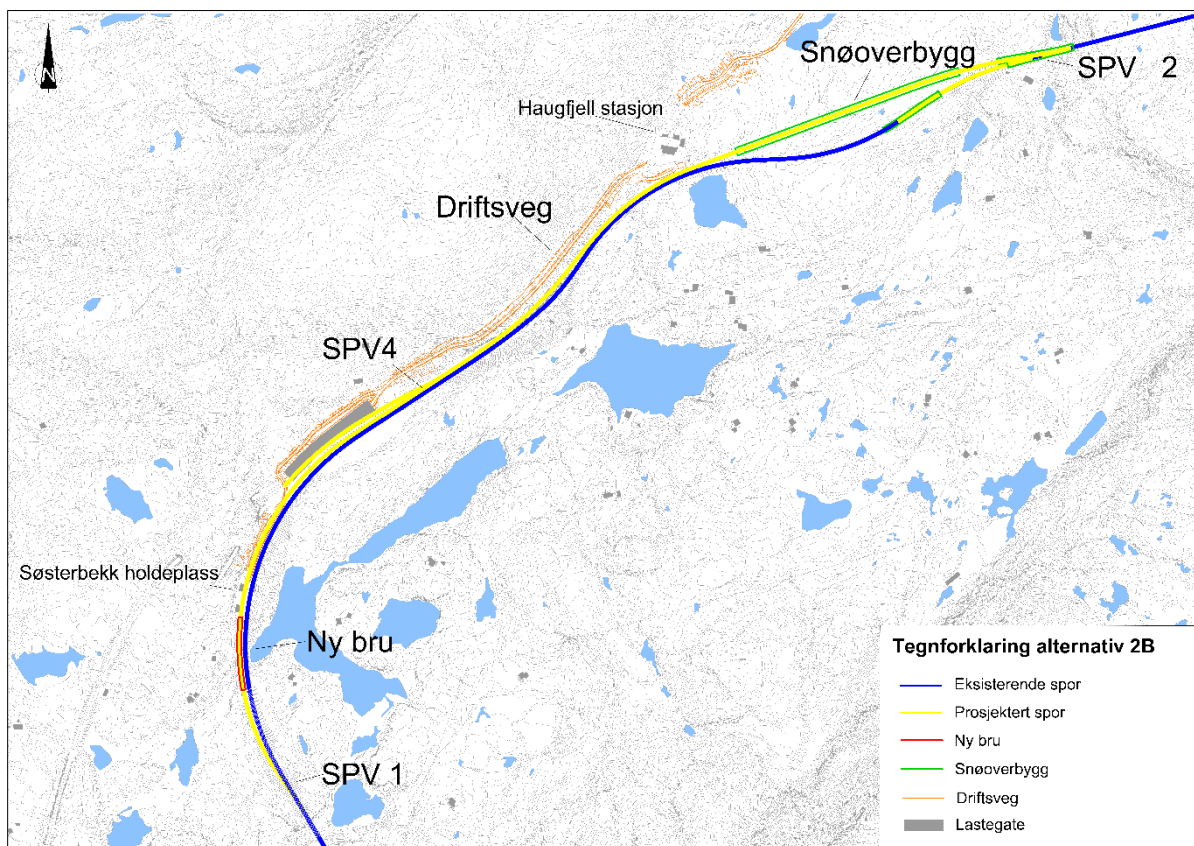 N
Snøoverbygg
SPV 2
Haugfjell stasjon
Driftsveg
SPV4
Søsterbekk holdeplass
Ny bru
SPV 1
Tegnforklaring alternativ 2B
Eksisterende spor
Prosjektert spor
Ny bru
Snøoverbygg
Driftsveg
Lastegate